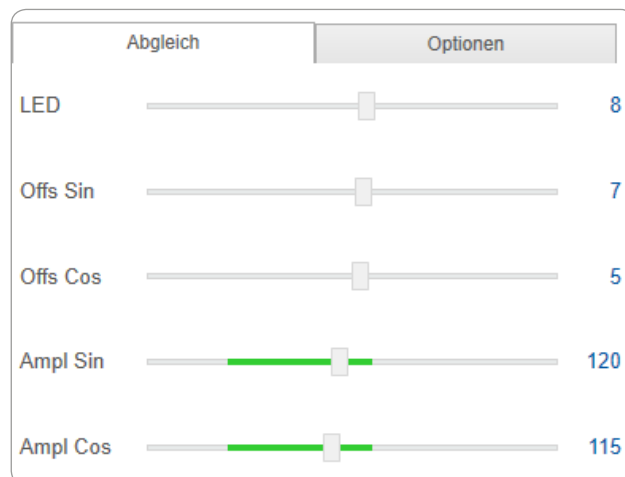 Abgleich Optionen
LED 8
Offs Sin 7
Offs Cos 5
Ampl Sin 120
Ampl Cos 115